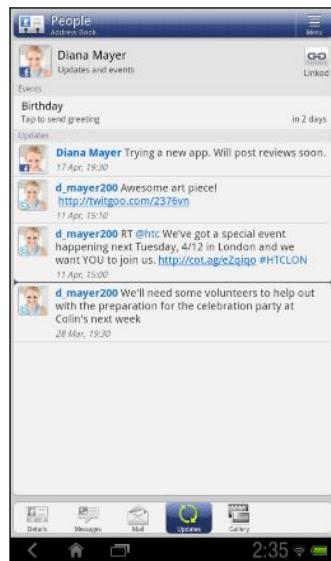 People
Address Book
Menu
Diana Mayer
Updates and events
Linked
Events
Birthday
Tap to send greeting
in 2 days
Updates
Diana Mayer Trying a new app. Will post reviews soon.
17 Apr, 19:30
d_mayer200 Awesome art piece!
http://twitgoo.com/2376vn
11 Apr, 15:10
d_mayer200 RT @htc We've got a special event
happening next Tuesday, 4/12 in London and we
want YOU to join us. http://cot.ag/eZqiqo #HTCLON
11 Apr, 15:00
d_mayer200 We'll need some volunteers to help out
with the preparation for the celebration party at
Colin's next week
28 Mar, 19:30
Details
Messages
Mail
Updates
Gallery
2:35